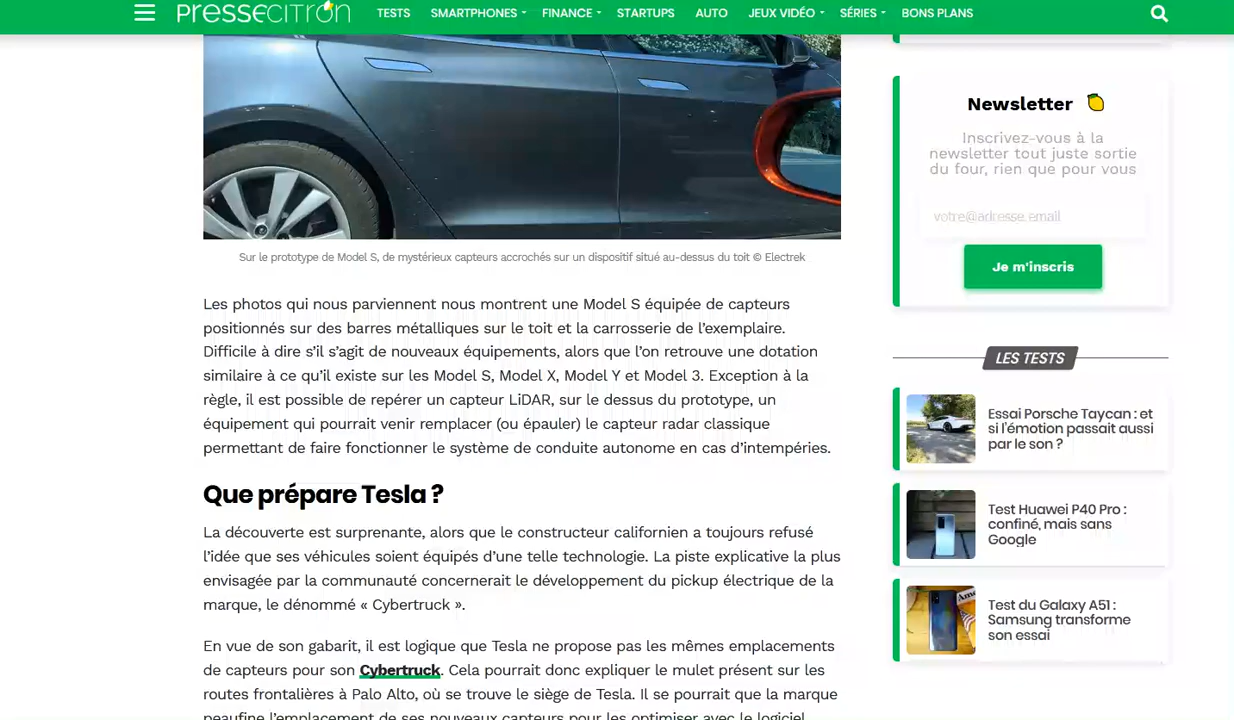 PRESSECITRON
TESTS
SMARTPHONES
FINANCE
STARTUPS
AUTO
JEUX VIDÉO
SÉRIES
BONS PLANS
Sur le prototype de Model S, de mystérieux capteurs accrochés sur un dispositif situé au-dessus du toit © Electrek
Les photos qui nous parviennent nous montrent une Model S équipée de capteurs
positionnés sur des barres métalliques sur le toit et la carrosserie de l’exemplaire.
Difficile à dire s’il s’agit de nouveaux équipements, alors que l’on retrouve une dotation
similaire à ce qu’il existe sur les Model S, Model X, Model Y et Model 3. Exception à la
règle, il est possible de repérer un capteur LiDAR, sur le dessus du prototype, un
équipement qui pourrait venir remplacer (ou épauler) le capteur radar classique
permettant de faire fonctionner le système de conduite autonome en cas d’intempéries.
Que prépare Tesla ?
La découverte est surprenante, alors que le constructeur californien a toujours refusé
l’idée que ses véhicules soient équipés d’une telle technologie. La piste explicative la plus
envisagée par la communauté concernerait le développement du pickup électrique de la
marque, le dénommé « Cybertruck ».
En vue de son gabarit, il est logique que Tesla ne propose pas les mêmes emplacements
de capteurs pour son Cybertruck. Cela pourrait donc expliquer le mulet présent sur les
routes frontalières à Palo Alto, où se trouve le siège de Tesla. Il se pourrait que la marque
peaufine l’emplacement de ses nouveaux capteurs pour les optimiser avec le logiciel
Newsletter
Inscrivez-vous à la
newsletter tout juste sortie
du four, rien que pour vous
votre@adresse.email
Je m'inscris
LES TESTS
Essai Porsche Taycan : et
si l'émotion passait aussi
par le son ?
Test Huawei P40 Pro :
confiné, mais sans
Google
Test du Galaxy A51 :
Samsung transforme
son essai